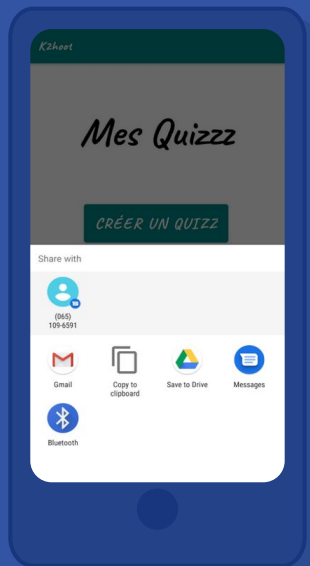 Kzhoot
Mes Quizzz
CRÉER UN QUIZZ
Share with
(065)
109-6591
Gmail
Copy to
clipboard
Save to Drive
Messages
Bluetooth